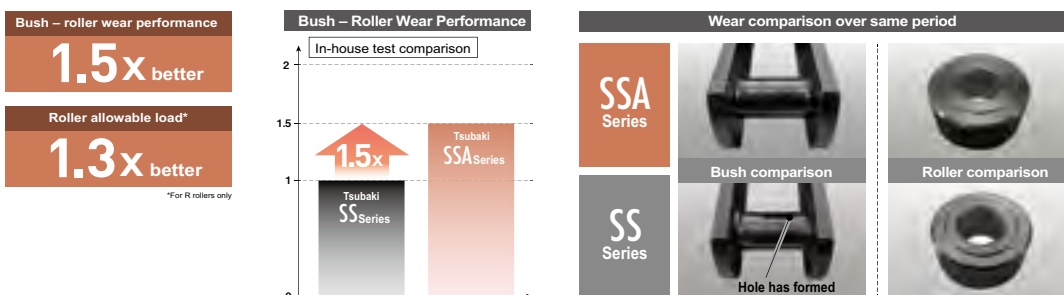 Bush – roller wear performance
1.5x better
Roller allowable load*
1.3x better
*For R rollers only
Bush – Roller Wear Performance
In-house test comparison
2
1.5
1
0
1.5x
Tsubaki
SS Series
Tsubaki
SSA Series
Wear comparison over same period
SSA
Series
Bush comparison
Roller comparison
SS
Series
Hole has formed